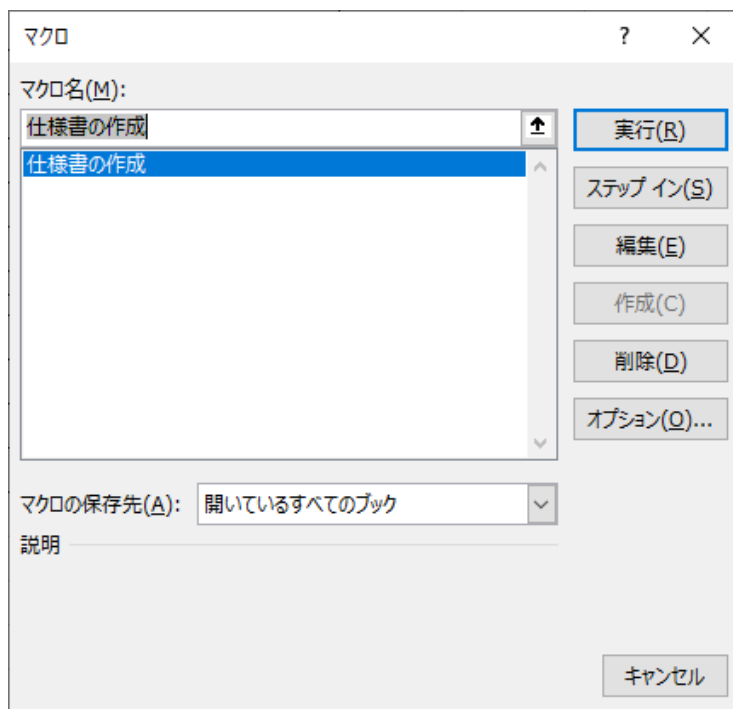 マクロ
マクロ名(M):
仕様書の作成
仕様書の作成
実行(R)
ステップ イン(S)
編集(E)
作成(C)
削除(D)
オプション(O)...
マクロの保存先(A): 開いているすべてのブック
説明
キャンセル